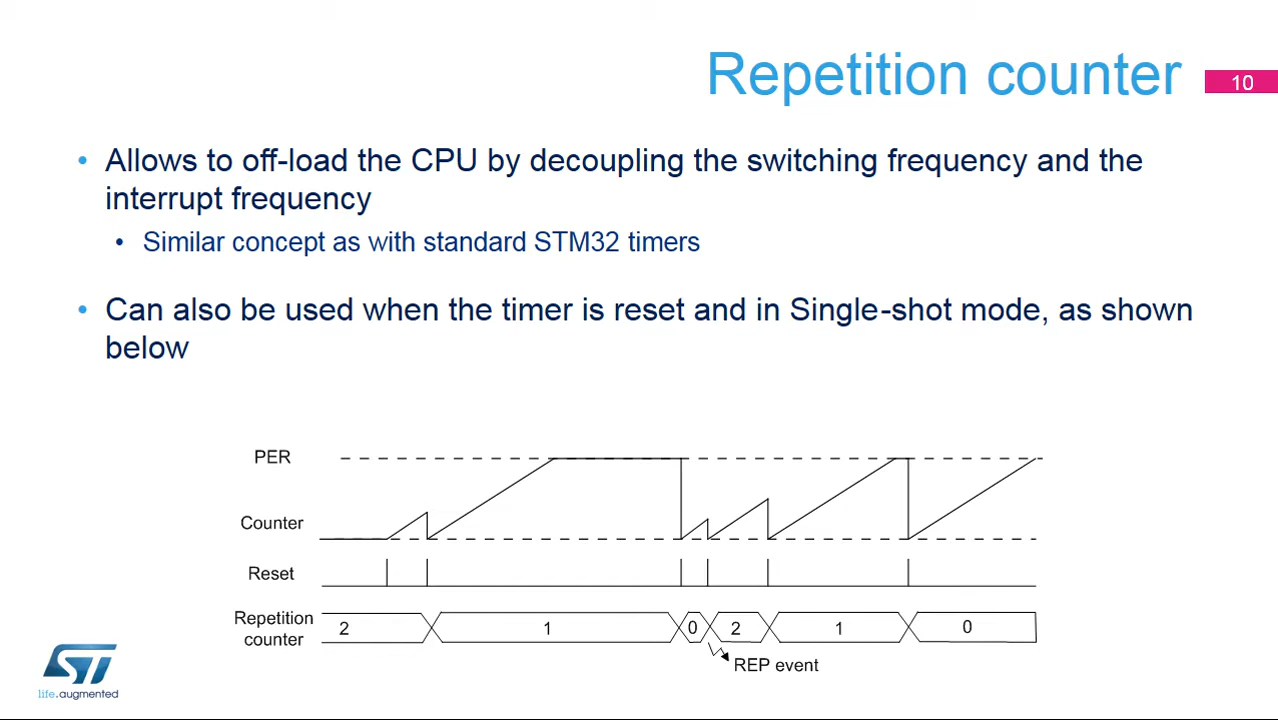 Repetition counter
10
• Allows to off-load the CPU by decoupling the switching frequency and the
interrupt frequency
• Similar concept as with standard STM32 timers
• Can also be used when the timer is reset and in Single-shot mode, as shown
below
PER
Counter
Reset
Repetition
counter
2
1
0
2
1
0
REP event
ST
life.augmented